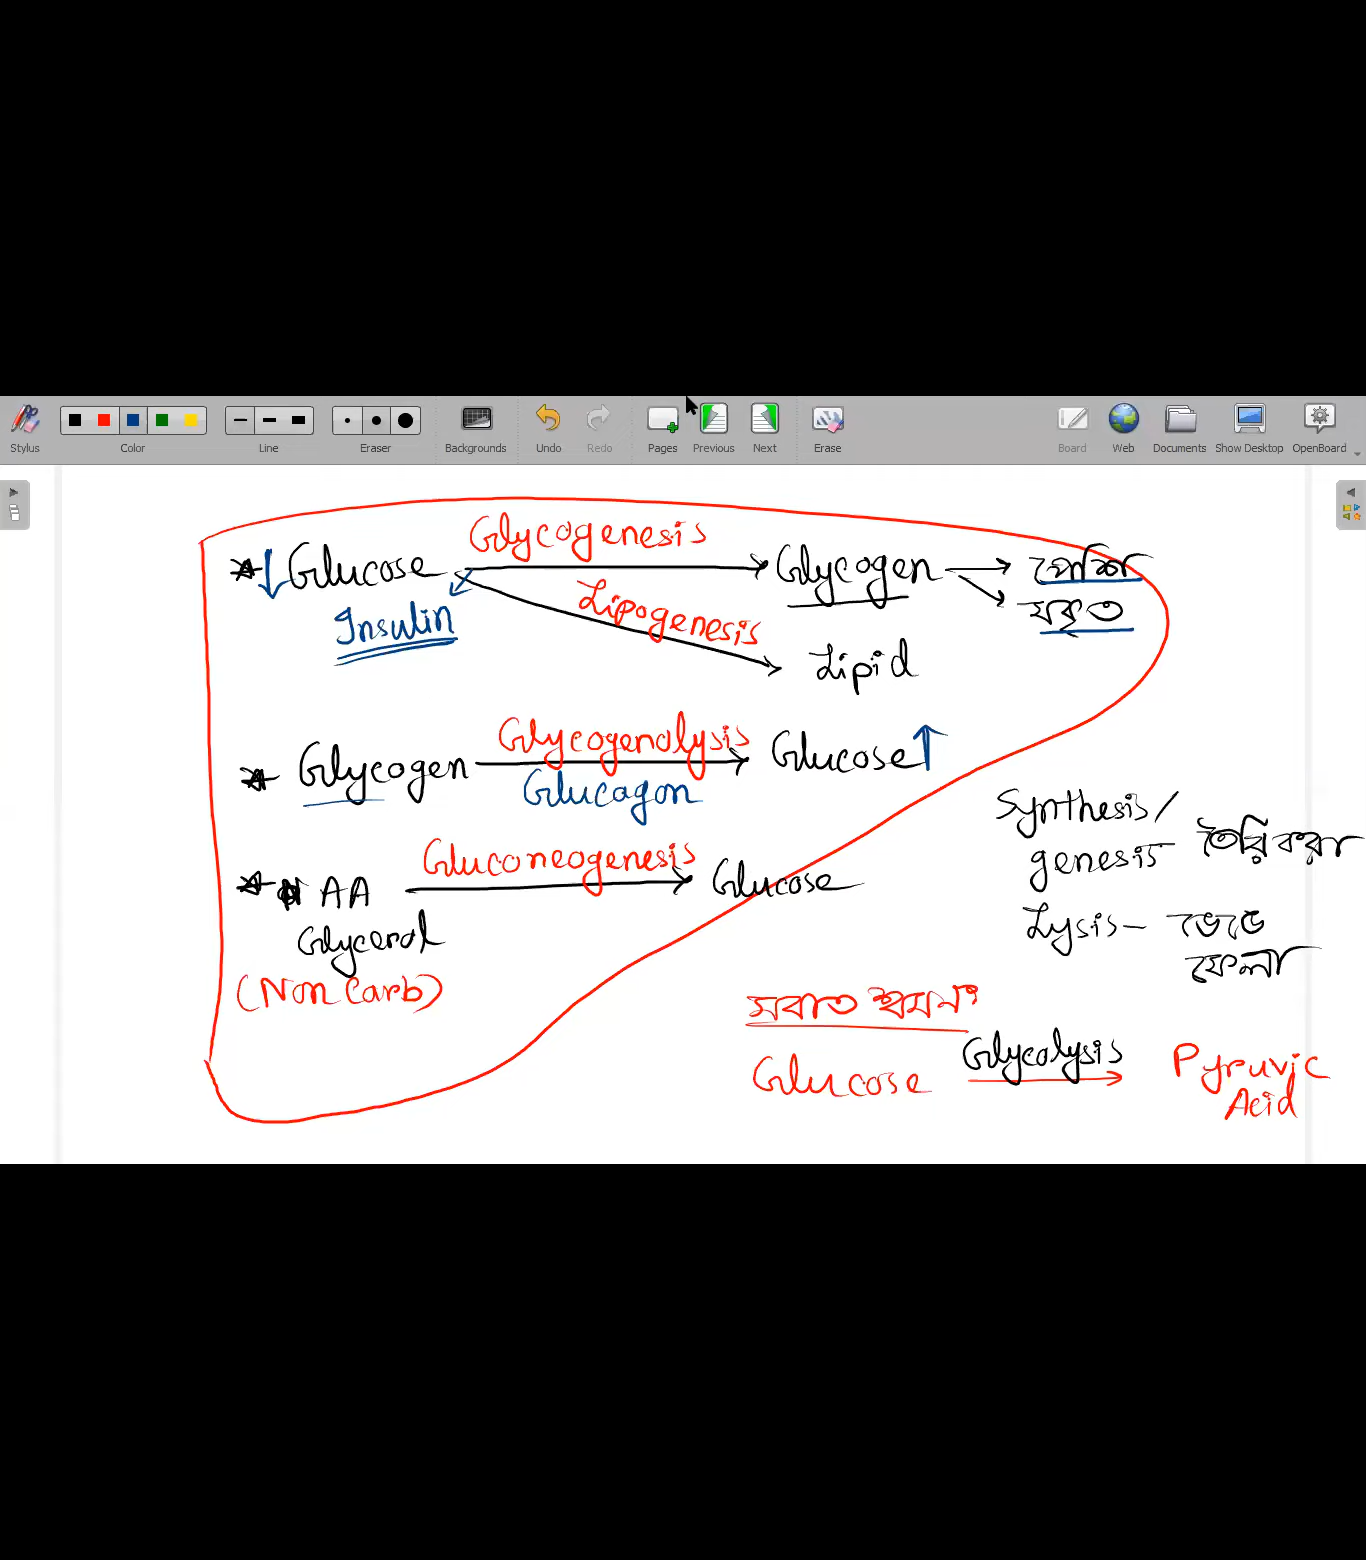 Stylus Color Line Eraser Backgrounds Undo Redo Pages Previous Next Erase Board Web Documents Show Desktop OpenBoard
↓ Glucose Glycogenesis → Glycogen → পেশি
Insulin Lipogenesis → যকৃত
Lipid
Glycogen Glycogenolysis → Glucose ↑
Glucagon
AA Gluconeogenesis → Glucose
Glycerol
(Non Carb)
Synthesis/
genesis - তৈরি করা
Lysis – ভেঙে
ফেলা
সবাত শ্বসনঃ
Glucose Glycolysis → Pyruvic
Acid